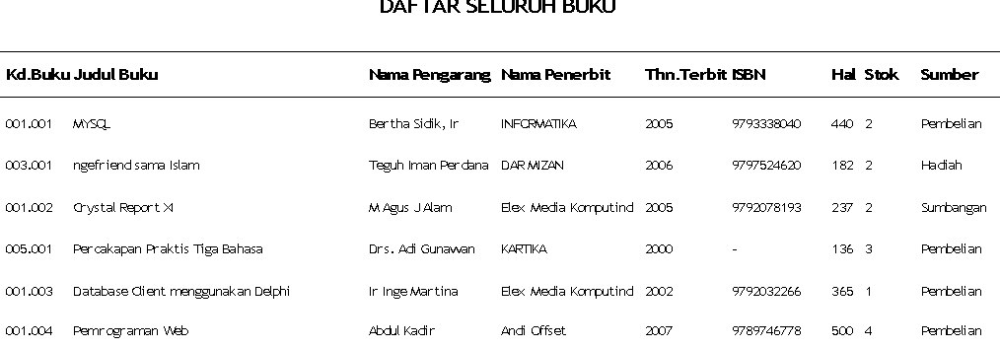 DAFTAR SELURUH BUKU
Kd.Buku Judul Buku Nama Pengarang Nama Penerbit Thn.Terbit ISBN Hal Stok Sumber
001.001 MYSQL Bertha Sidik, Ir INFORMATIKA 2005 9793338040 440 2 Pembelian
003.001 ngefriend sama Islam Teguh Iman Perdana DAR MIZAN 2006 9797524620 182 2 Hadiah
001.002 Crystal Report XI M Agus J Alam Elex Media Komputind 2005 9792078193 237 2 Sumbangan
005.001 Percakapan Praktis Tiga Bahasa Drs. Adi Gunawan KARTIKA 2000 - 136 3 Pembelian
001.003 Database Client menggunakan Delphi Ir Inge Martina Elex Media Komputind 2002 9792032266 365 1 Pembelian
001.004 Pemrograman Web Abdul Kadir Andi Offset 2007 9789746778 500 4 Pembelian